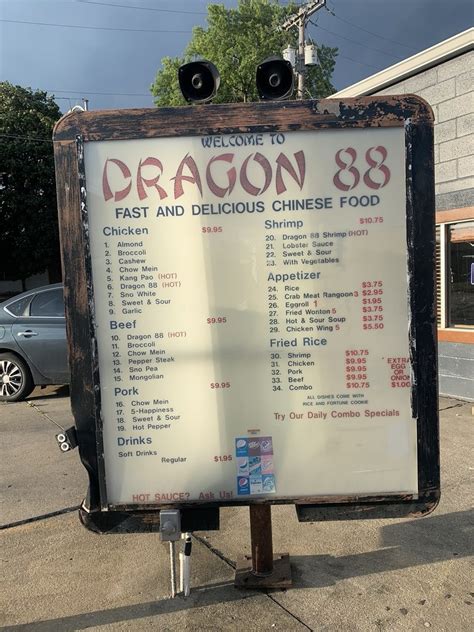 WELCOME TO
DRAGON 88
FAST AND DELICIOUS CHINESE FOOD
Chicken $9.95
1. Almond
2. Broccoli
3. Cashew
4. Chow Mein
5. Kang Pao (HOT)
6. Dragon 88 (HOT)
7. Sno White
8. Sweet & Sour
9. Garlic
Beef $9.95
10. Dragon 88 (HOT)
11. Broccoli
12. Chow Mein
13. Pepper Steak
14. Sno Pea
15. Mongolian
Pork $9.95
16. Chow Mein
17. 5-Happiness
18. Sweet & Sour
19. Hot Pepper
Drinks
Soft Drinks
Regular $1.95
HOT SAUCE? Ask Us
Shrimp $10.75
20. Dragon 88 Shrimp (HOT)
21. Lobster Sauce
22. Sweet & Sour
23. with Vegetables
Appetizer
24. Rice $3.75
25. Crab Meat Rangoon 3 $2.95
26. Eggroll 1 $1.95
27. Fried Wonton 5 $3.75
28. Hot & Sour Soup $3.75
29. Chicken Wing 5 $5.50
Fried Rice
30. Shrimp $10.75
31. Chicken $9.95
32. Pork $9.95
33. Beef $9.95
34. Combo $10.75
EXTRA
EGG
OR
ONION
$1.00
ALL DISHES COME WITH
RICE AND FORTUNE COOKIE
Try Our Daily Combo Specials